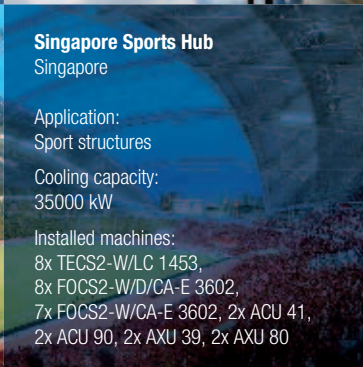 Singapore Sports Hub
Singapore
Application:
Sport structures
Cooling capacity:
35000 kW
Installed machines:
8x TECS2-W/LC 1453,
8x FOCS2-W/D/CA-E 3602,
7x FOCS2-W/CA-E 3602, 2x ACU 41,
2x ACU 90, 2x AXU 39, 2x AXU 80